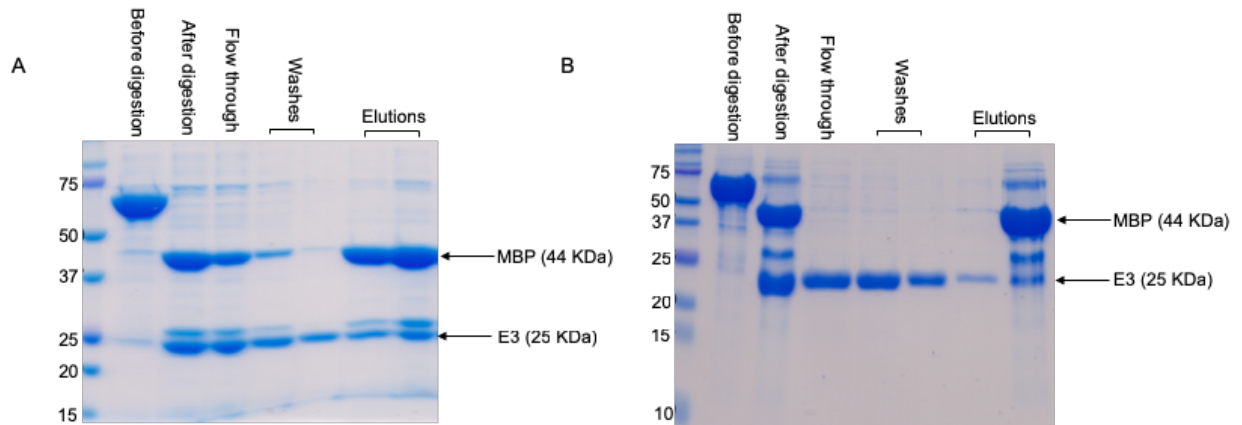 A
Before digestion
After digestion
Flow through
Washes
Elutions
75
50
37
25
20
15
MBP (44 KDa)
E3 (25 KDa)
B
Before digestion
After digestion
Flow through
Washes
Elutions
75
50
37
25
20
15
10
MBP (44 KDa)
E3 (25 KDa)